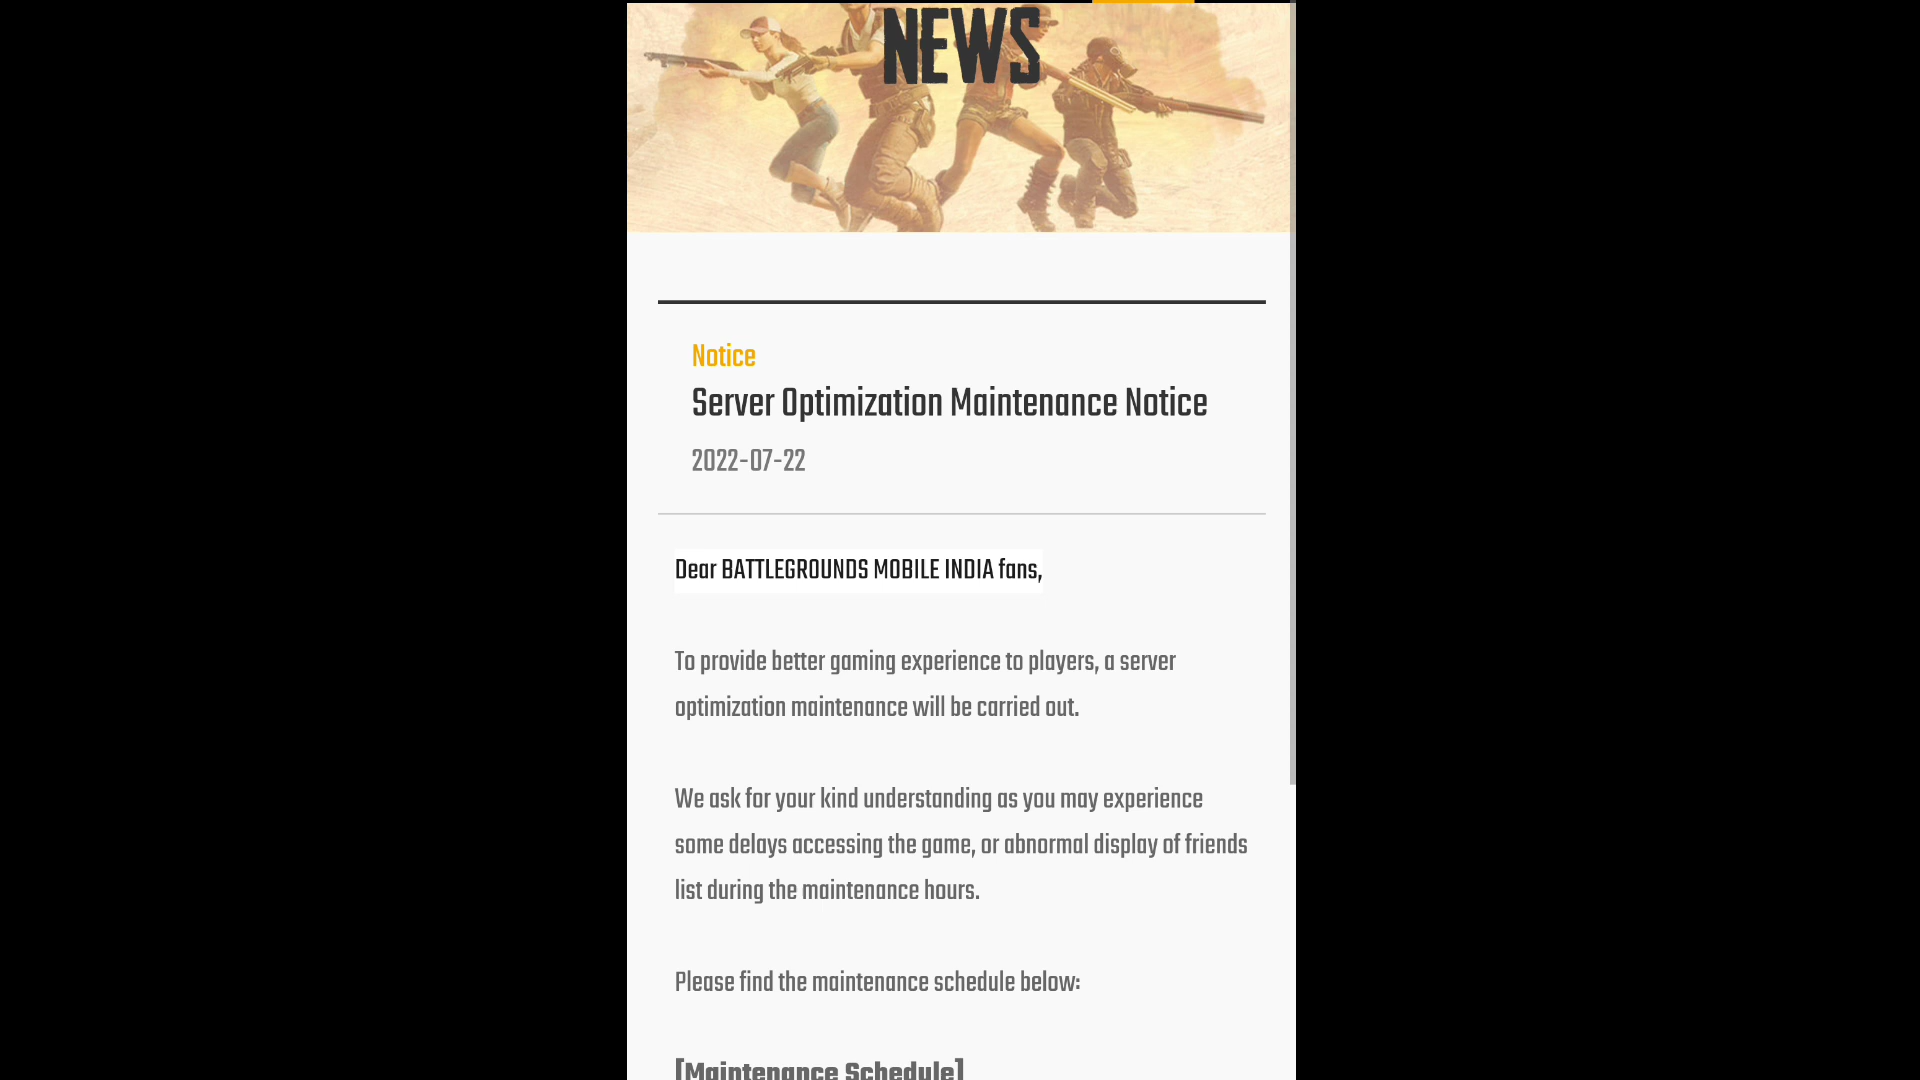 NEWS
Notice
Server Optimization Maintenance Notice
2022-07-22
Dear BATTLEGROUNDS MOBILE INDIA fans,
To provide better gaming experience to players, a server
optimization maintenance will be carried out.
We ask for your kind understanding as you may experience
some delays accessing the game, or abnormal display of friends
list during the maintenance hours.
Please find the maintenance schedule below:
[Maintenance Schedule]